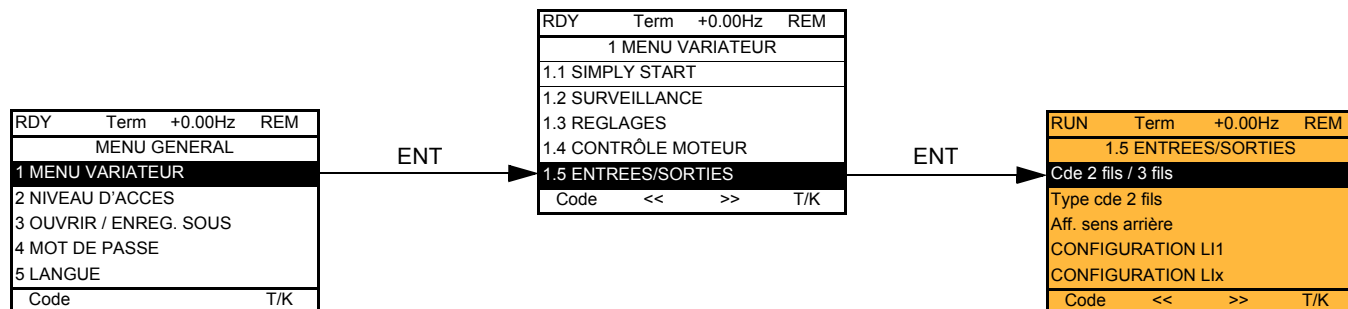 RDY Term +0.00Hz REM
MENU GENERAL
1 MENU VARIATEUR
2 NIVEAU D'ACCES
3 OUVRIR / ENREG. SOUS
4 MOT DE PASSE
5 LANGUE
Code T/K
ENT
RDY Term +0.00Hz REM
1 MENU VARIATEUR
1.1 SIMPLY START
1.2 SURVEILLANCE
1.3 REGLAGES
1.4 CONTRÔLE MOTEUR
1.5 ENTREES/SORTIES
Code << >> T/K
ENT
RUN Term +0.00Hz REM
1.5 ENTREES/SORTIES
Cde 2 fils / 3 fils
Type cde 2 fils
Aff. sens arrière
CONFIGURATION LI1
CONFIGURATION LIx
Code << >> T/K